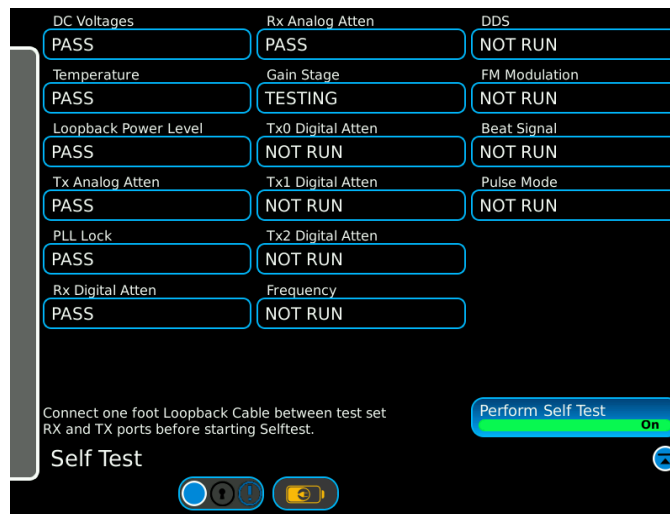 DC Voltages
PASS
Rx Analog Atten
PASS
DDS
NOT RUN
Temperature
PASS
Gain Stage
TESTING
FM Modulation
NOT RUN
Loopback Power Level
PASS
Tx0 Digital Atten
NOT RUN
Beat Signal
NOT RUN
Tx Analog Atten
PASS
Tx1 Digital Atten
NOT RUN
Pulse Mode
NOT RUN
PLL Lock
PASS
Tx2 Digital Atten
NOT RUN
Rx Digital Atten
PASS
Frequency
NOT RUN
Connect one foot Loopback Cable between test set
RX and TX ports before starting Selftest.
Perform Self Test
On
Self Test